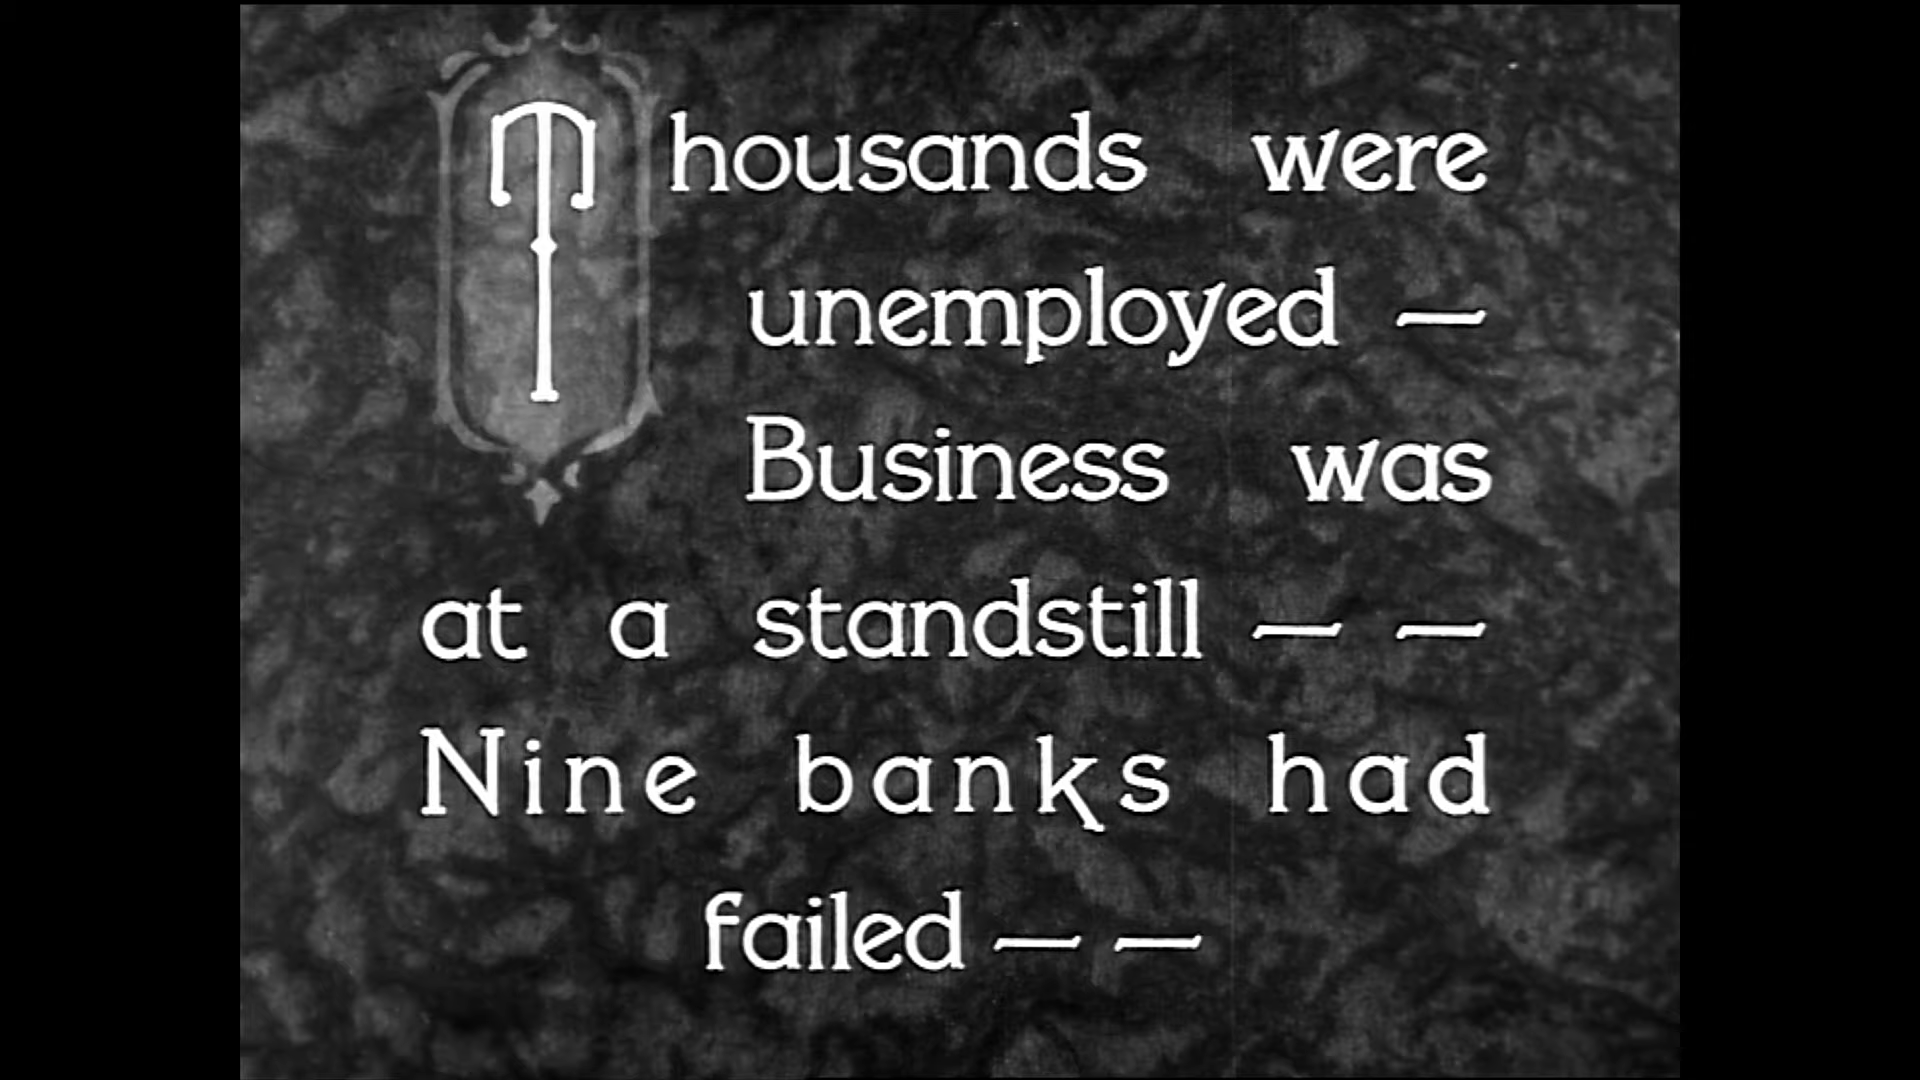 Thousands were
unemployed —
Business was
at a standstill — —
Nine banks had
failed — —